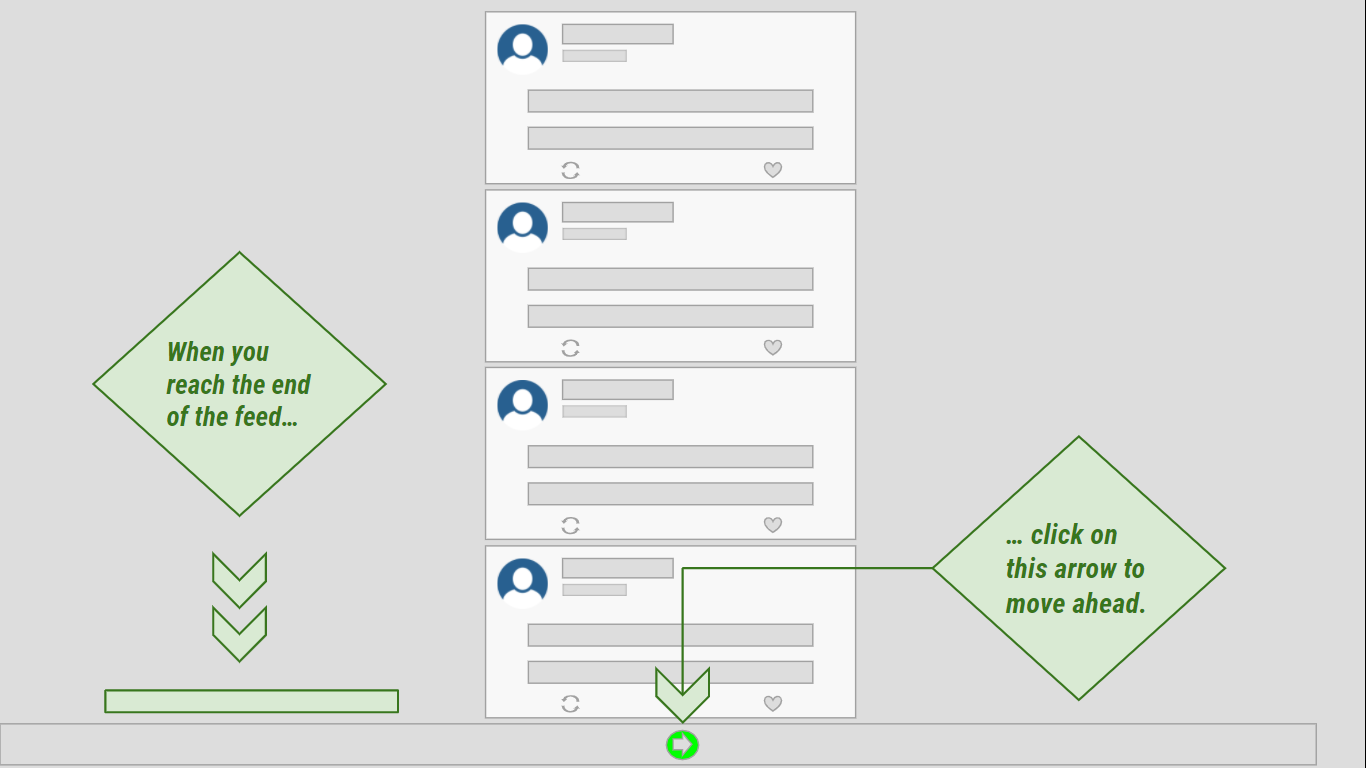 When you
reach the end
of the feed...
... click on
this arrow to
move ahead.